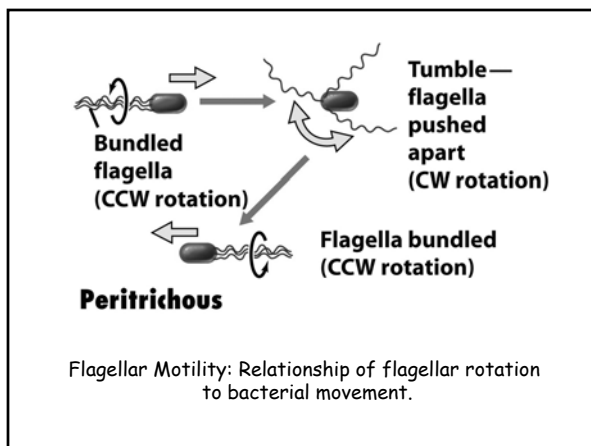 Tumble—
flagella
pushed
apart
(CW rotation)
Bundled
flagella
(CCW rotation)
Flagella bundled
(CCW rotation)
Peritrichous
Flagellar Motility: Relationship of flagellar rotation
to bacterial movement.